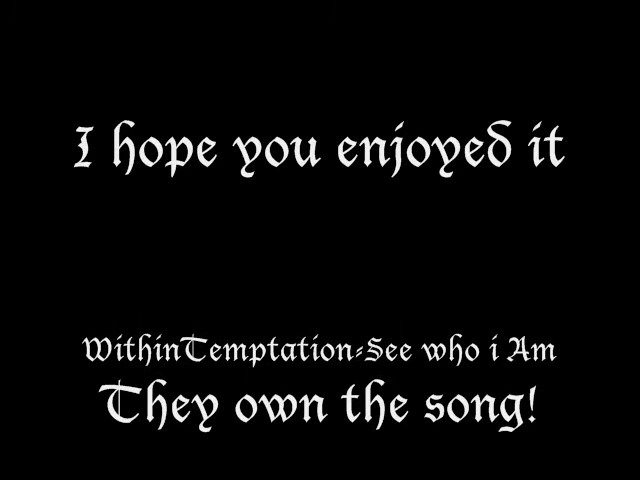 I hope you enjoyed it
WithinTemptation-See who i Am
They own the song!